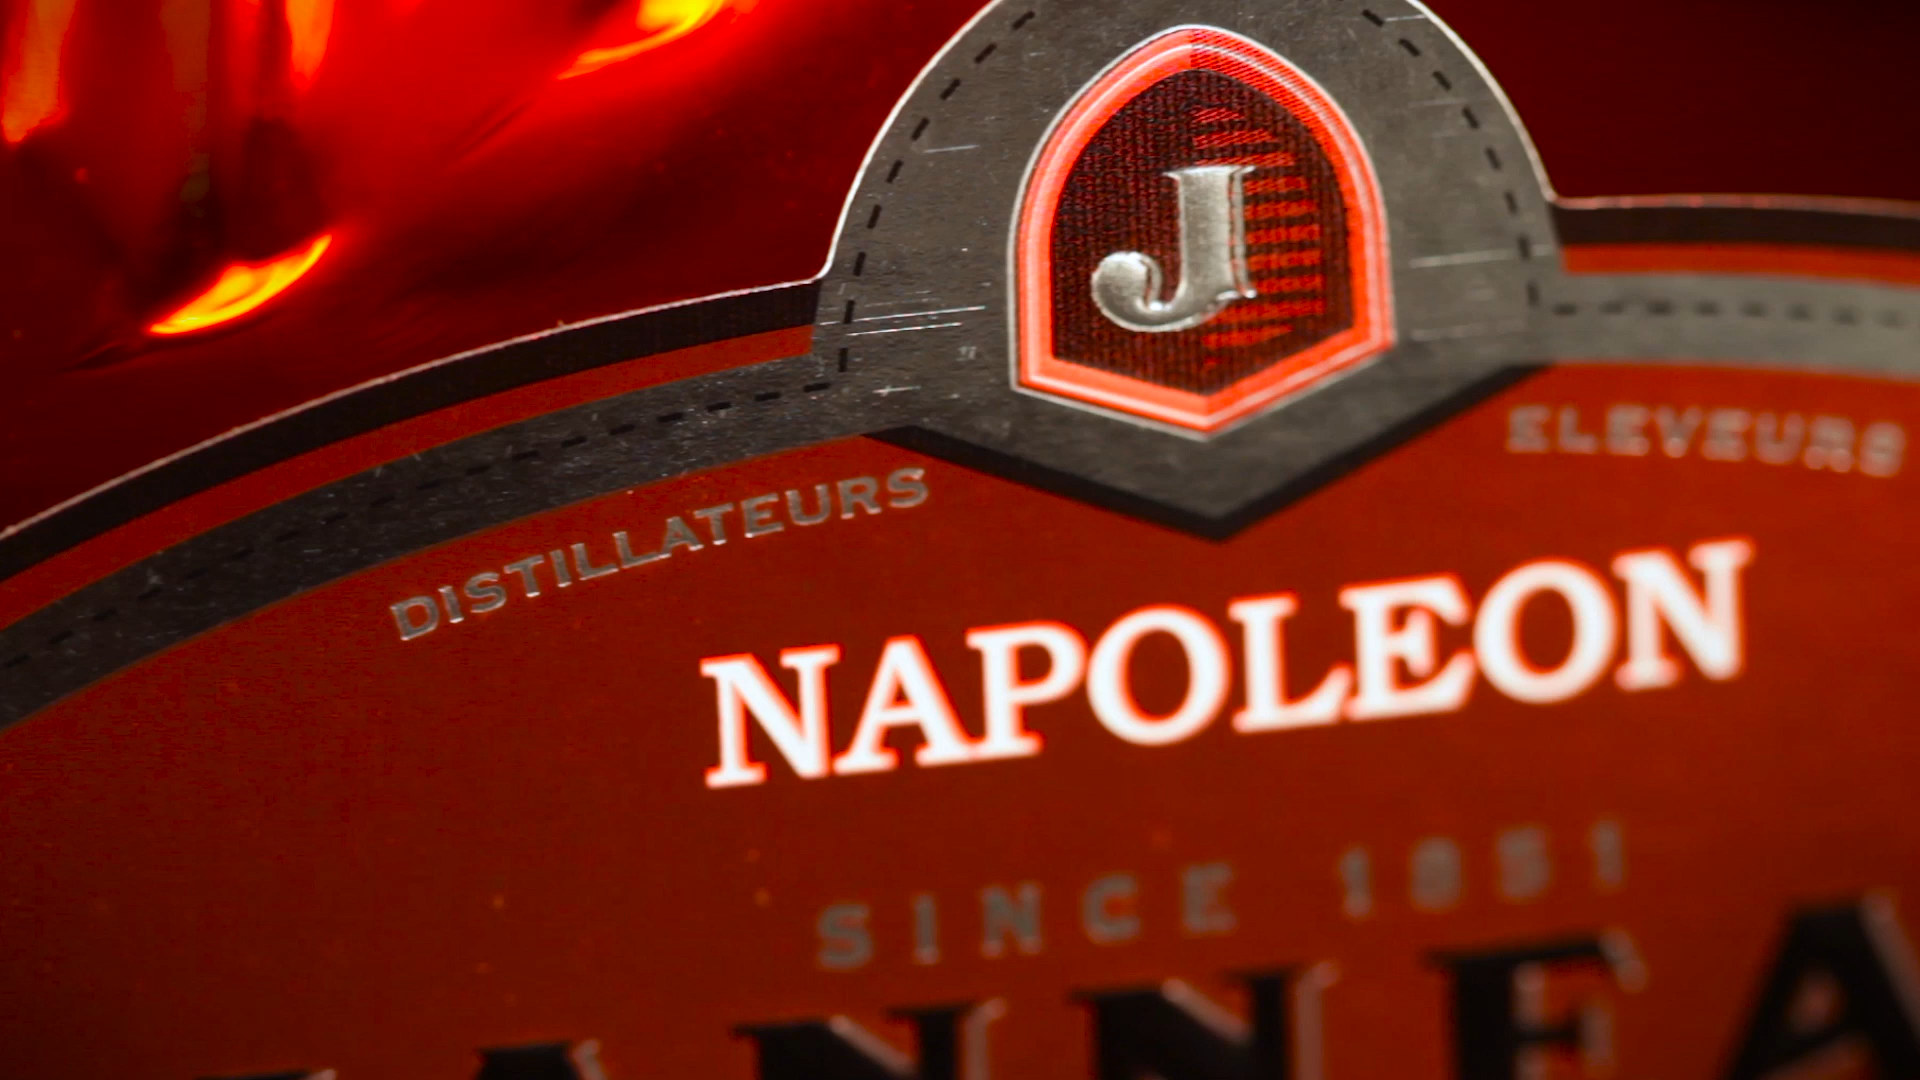 J
DISTILLATEURS ELEVEURS
NAPOLEON
SINCE 1851